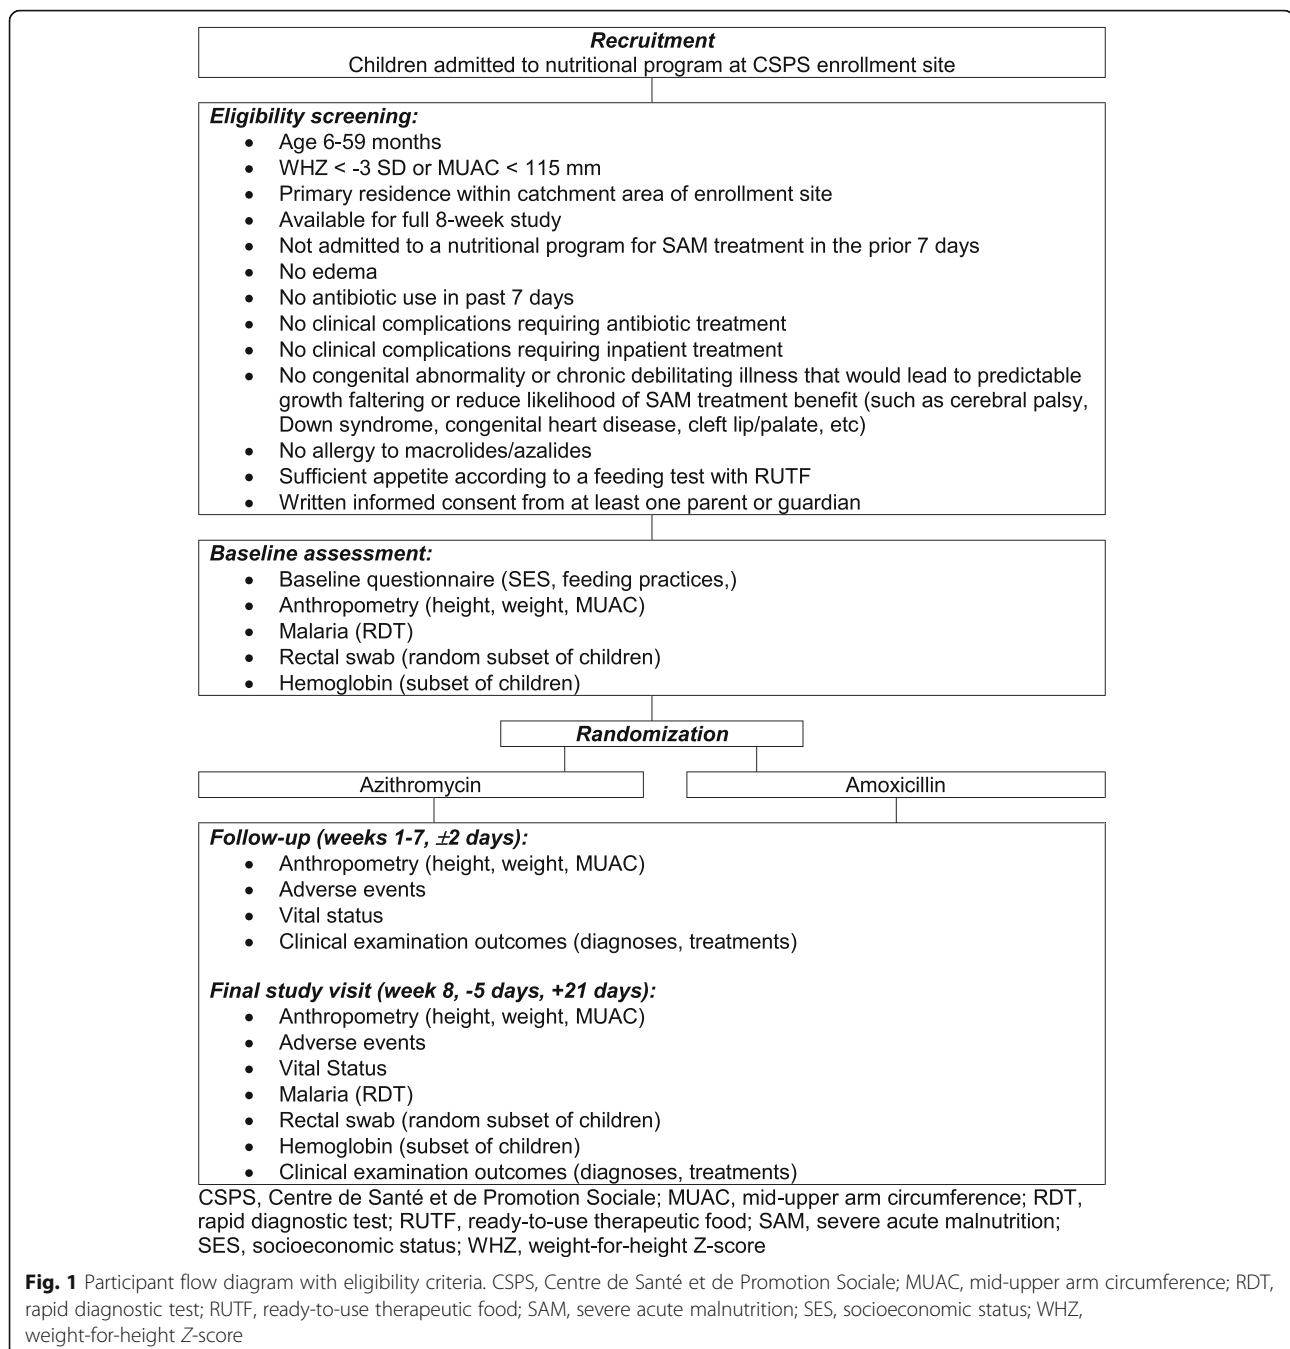 Recruitment
Children admitted to nutritional program at CSPS enrollment site
Eligibility screening:
• Age 6-59 months
• WHZ < -3 SD or MUAC < 115 mm
• Primary residence within catchment area of enrollment site
• Available for full 8-week study
• Not admitted to a nutritional program for SAM treatment in the prior 7 days
• No edema
• No antibiotic use in past 7 days
• No clinical complications requiring antibiotic treatment
• No clinical complications requiring inpatient treatment
• No congenital abnormality or chronic debilitating illness that would lead to predictable
growth faltering or reduce likelihood of SAM treatment benefit (such as cerebral palsy,
Down syndrome, congenital heart disease, cleft lip/palate, etc)
• No allergy to macrolides/azalides
• Sufficient appetite according to a feeding test with RUTF
• Written informed consent from at least one parent or guardian
Baseline assessment:
• Baseline questionnaire (SES, feeding practices,)
• Anthropometry (height, weight, MUAC)
• Malaria (RDT)
• Rectal swab (random subset of children)
• Hemoglobin (subset of children)
Randomization
Azithromycin
Amoxicillin
Follow-up (weeks 1-7, ±2 days):
• Anthropometry (height, weight, MUAC)
• Adverse events
• Vital status
• Clinical examination outcomes (diagnoses, treatments)
Final study visit (week 8, -5 days, +21 days):
• Anthropometry (height, weight, MUAC)
• Adverse events
• Vital Status
• Malaria (RDT)
• Rectal swab (random subset of children)
• Hemoglobin (subset of children)
• Clinical examination outcomes (diagnoses, treatments)
CSPS, Centre de Santé et de Promotion Sociale; MUAC, mid-upper arm circumference; RDT,
rapid diagnostic test; RUTF, ready-to-use therapeutic food; SAM, severe acute malnutrition;
SES, socioeconomic status; WHZ, weight-for-height Z-score
Fig. 1 Participant flow diagram with eligibility criteria. CSPS, Centre de Santé et de Promotion Sociale; MUAC, mid-upper arm circumference; RDT,
rapid diagnostic test; RUTF, ready-to-use therapeutic food; SAM, severe acute malnutrition; SES, socioeconomic status; WHZ,
weight-for-height Z-score